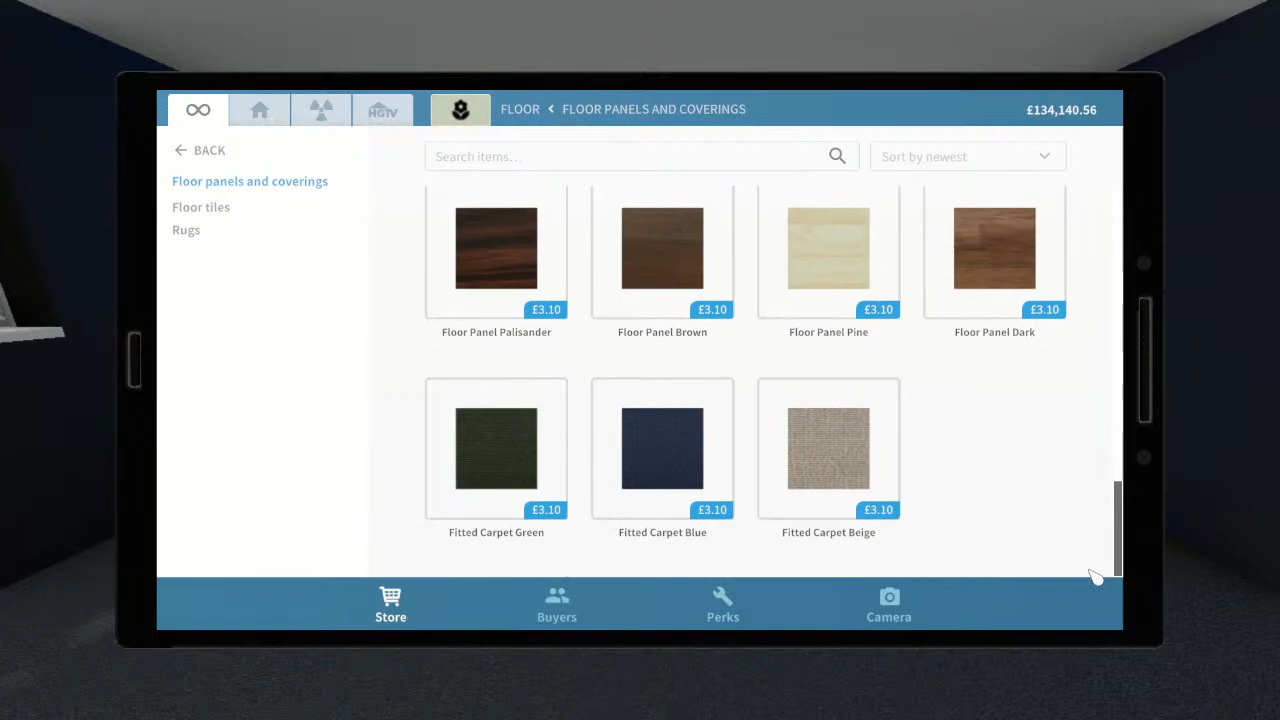 HGTV
FLOOR < FLOOR PANELS AND COVERINGS
£134,140.56
BACK
Floor panels and coverings
Floor tiles
Rugs
Search items...
Sort by newest
£3.10
£3.10
£3.10
£3.10
Floor Panel Palisander
Floor Panel Brown
Floor Panel Pine
Floor Panel Dark
£3.10
£3.10
£3.10
Fitted Carpet Green
Fitted Carpet Blue
Fitted Carpet Beige
Store
Buyers
Perks
Camera